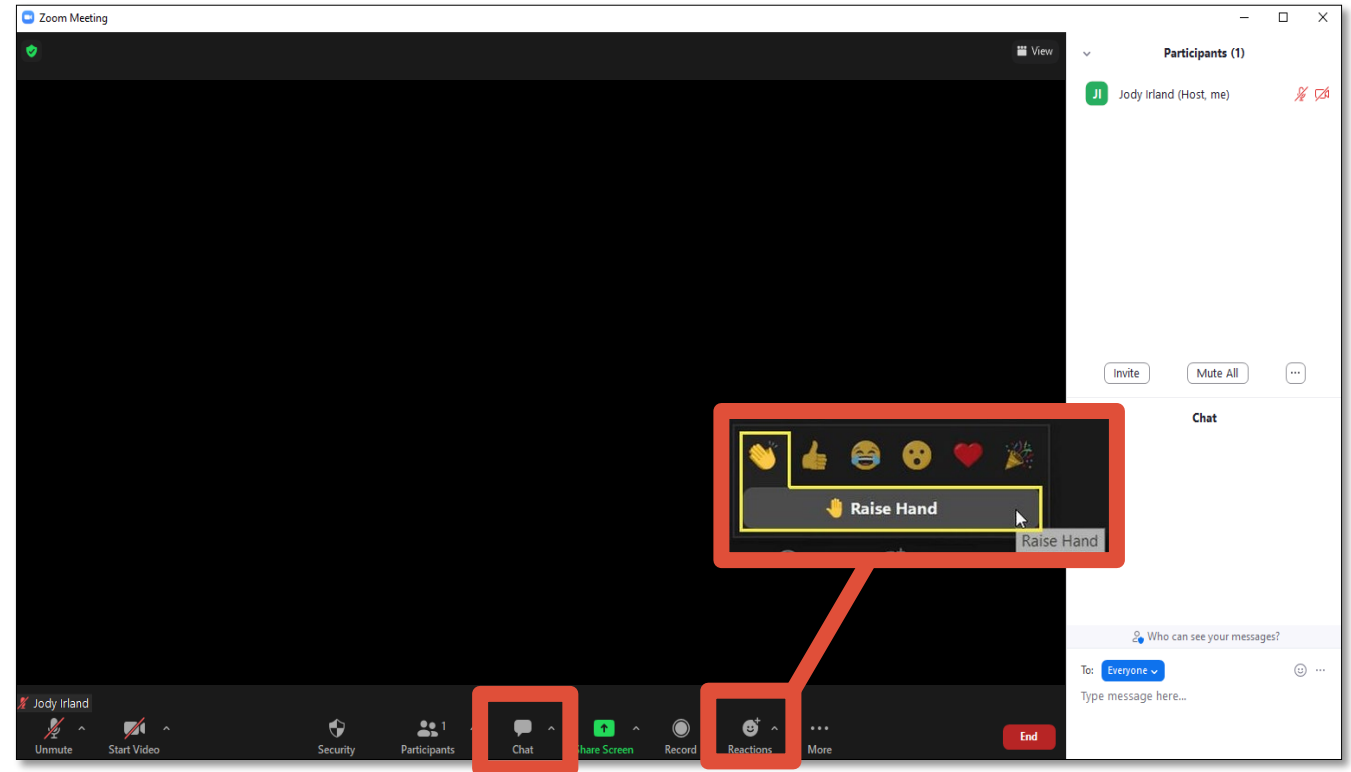 Zoom Meeting
View
Participants (1)
JI
Jody Irland (Host, me)
Invite
Mute All
Chat
Raise Hand
Raise Hand
Who can see your messages?
To: Everyone
Type message here...
Jody Irland
1
Unmute
Start Video
Security
Participants
Chat
Share Screen
Record
Reactions
More
End